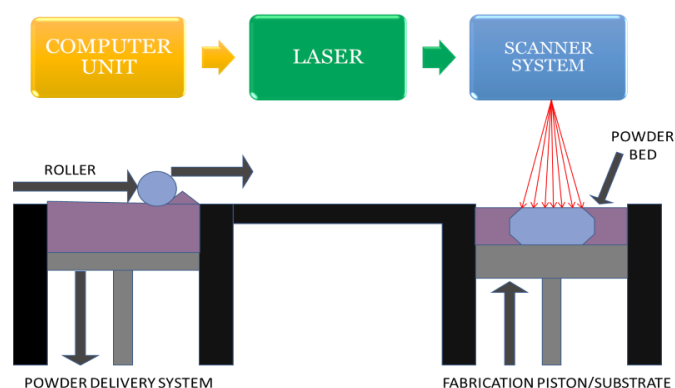 COMPUTER
UNIT
LASER
SCANNER
SYSTEM
ROLLER
POWDER
BED
POWDER DELIVERY SYSTEM
FABRICATION PISTON/SUBSTRATE